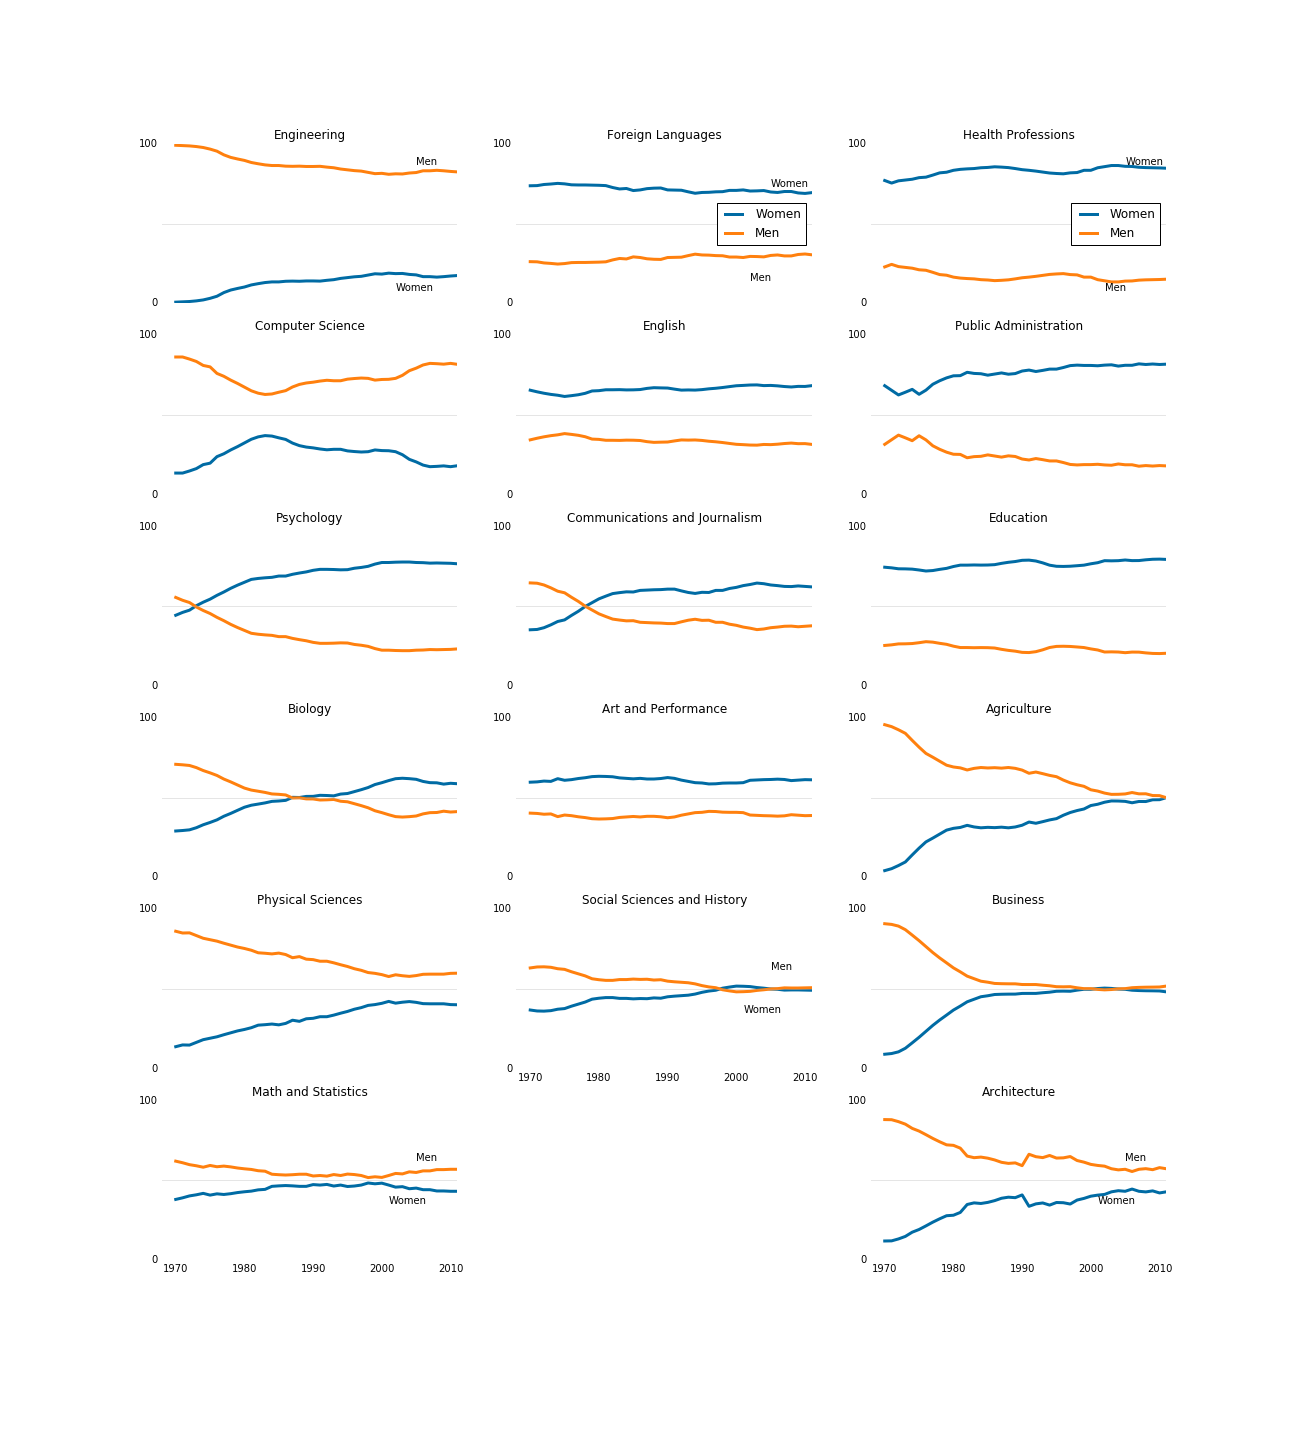 Engineering
100
Men
Women
0
Foreign Languages
100
Women
Women
Men
Men
0
Health Professions
100
Women
Women
Men
Men
0
Computer Science
100
0
English
100
0
Public Administration
100
0
Psychology
100
0
Communications and Journalism
100
0
Education
100
0
Biology
100
0
Art and Performance
100
0
Agriculture
100
0
Physical Sciences
100
0
Social Sciences and History
100
Men
Women
0
1970 1980 1990 2000 2010
Business
100
0
Math and Statistics
100
Men
Women
0
1970 1980 1990 2000 2010
Architecture
100
Men
Women
0
1970 1980 1990 2000 2010